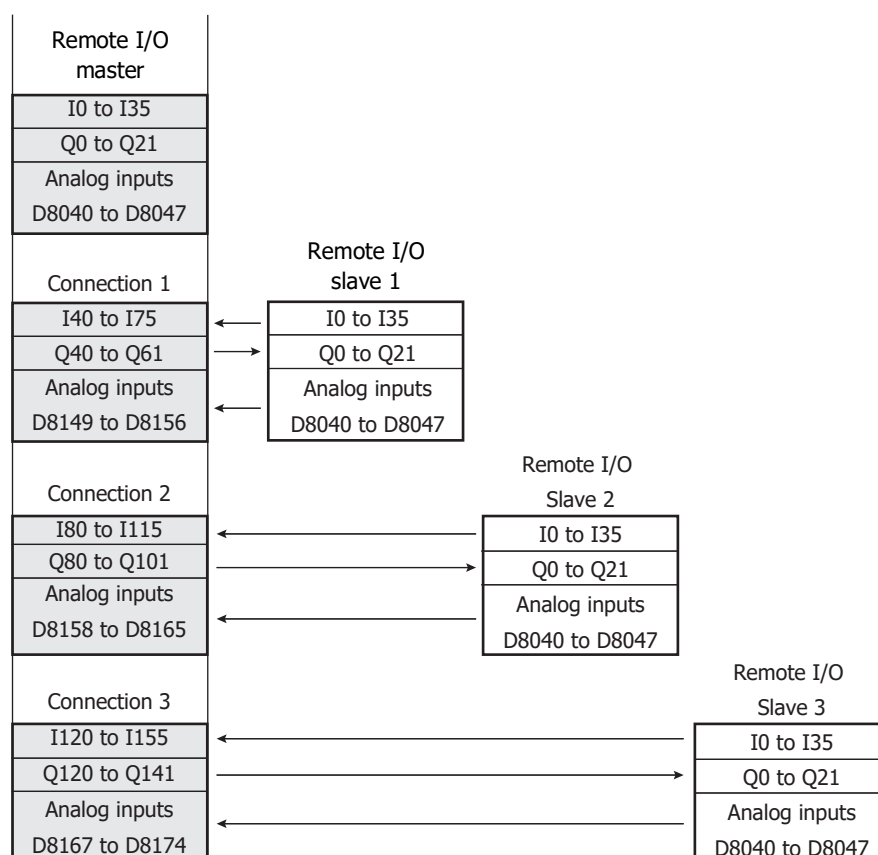 Remote I/O
master
I0 to I35
Q0 to Q21
Analog inputs
D8040 to D8047
Connection 1
I40 to I75
Q40 to Q61
Analog inputs
D8149 to D8156
Remote I/O
slave 1
I0 to I35
Q0 to Q21
Analog inputs
D8040 to D8047
Connection 2
I80 to I115
Q80 to Q101
Analog inputs
D8158 to D8165
Remote I/O
Slave 2
I0 to I35
Q0 to Q21
Analog inputs
D8040 to D8047
Connection 3
I120 to I155
Q120 to Q141
Analog inputs
D8167 to D8174
Remote I/O
Slave 3
I0 to I35
Q0 to Q21
Analog inputs
D8040 to D8047